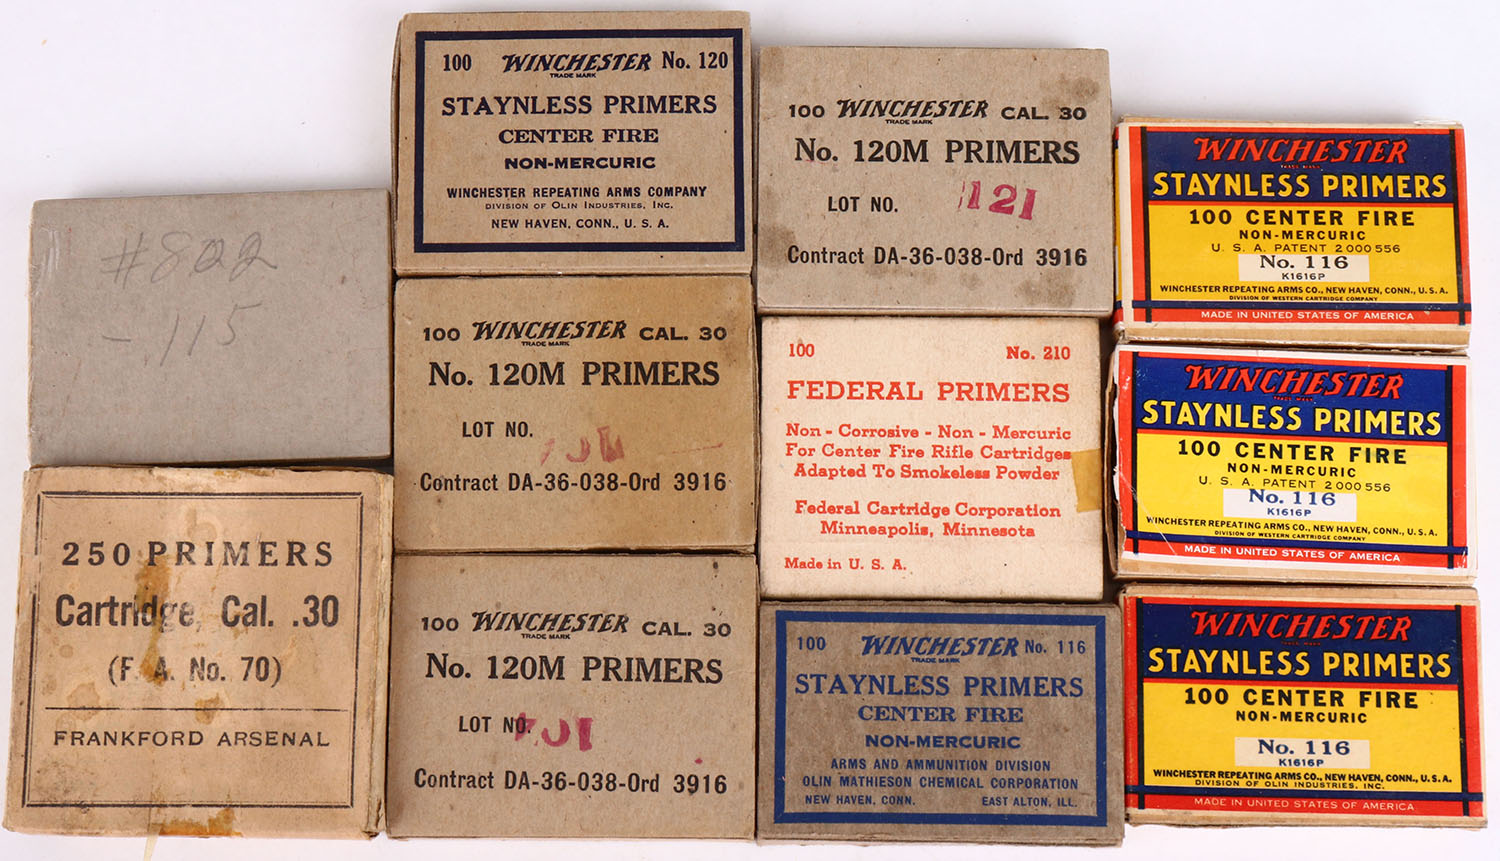 #822
- 115
250 PRIMERS
Cartridge, Cal. .30
(F. A. No. 70)
FRANKFORD ARSENAL
100 WINCHESTER No. 120
TRADE MARK
STAYNLESS PRIMERS
CENTER FIRE
NON-MERCURIC
WINCHESTER REPEATING ARMS COMPANY
DIVISION OF OLIN INDUSTRIES, INC.
NEW HAVEN, CONN., U. S. A.
100 WINCHESTER CAL. 30
TRADE MARK
No. 120M PRIMERS
LOT NO.
Contract DA-36-038-Ord 3916
100 WINCHESTER CAL. 30
TRADE MARK
No. 120M PRIMERS
LOT NO.
Contract DA-36-038-Ord 3916
100 WINCHESTER CAL. 30
TRADE MARK
No. 120M PRIMERS
LOT NO. 121
Contract DA-36-038-Ord 3916
100 No. 210
FEDERAL PRIMERS
Non - Corrosive - Non - Mercuric
For Center Fire Rifle Cartridges
Adapted To Smokeless Powder
Federal Cartridge Corporation
Minneapolis, Minnesota
Made in U. S. A.
100 WINCHESTER No. 116
TRADE MARK
STAYNLESS PRIMERS
CENTER FIRE
NON-MERCURIC
ARMS AND AMMUNITION DIVISION
OLIN MATHIESON CHEMICAL CORPORATION
NEW HAVEN, CONN. EAST ALTON, ILL.
WINCHESTER
TRADE MARK
STAYNLESS PRIMERS
100 CENTER FIRE
NON-MERCURIC
U. S. A. PATENT 2 000 556
No. 116
K1616P
WINCHESTER REPEATING ARMS CO., NEW HAVEN, CONN., U. S. A.
DIVISION OF WESTERN CARTRIDGE COMPANY
MADE IN UNITED STATES OF AMERICA
WINCHESTER
TRADE MARK
STAYNLESS PRIMERS
100 CENTER FIRE
NON-MERCURIC
U. S. A. PATENT 2 000 556
No. 116
K1616P
WINCHESTER REPEATING ARMS CO., NEW HAVEN, CONN., U. S. A.
DIVISION OF WESTERN CARTRIDGE COMPANY
MADE IN UNITED STATES OF AMERICA
WINCHESTER
STAYNLESS PRIMERS
100 CENTER FIRE
NON-MERCURIC
No. 116
K1616P
WINCHESTER REPEATING ARMS CO., NEW HAVEN, CONN., U. S. A.
DIVISION OF OLIN INDUSTRIES, INC.
MADE IN UNITED STATES OF AMERICA